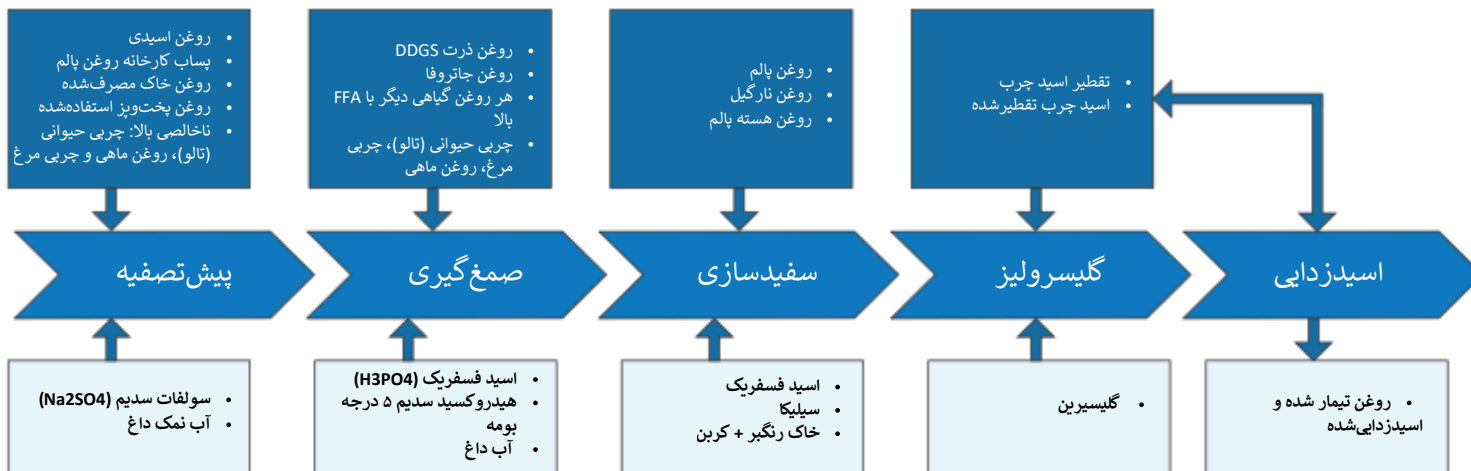 • روغن اسیدی
• پساب کارخانه روغن پالم
• روغن خاک مصرف‌شده
• روغن پخت‌وپز استفاده‌شده
• ناخالصی بالا: چربی حیوانی
(تالو)، روغن ماهی و چربی مرغ
• روغن ذرت DDGS
• روغن جاتروفا
• هر روغن گیاهی دیگر با FFA
بالا
• چربی حیوانی (تالو)، چربی
مرغ، روغن ماهی
• روغن پالم
• روغن نارگیل
• روغن هسته پالم
• تقطیر اسید چرب
• اسید چرب تقطیرشده
پیش‌تصفیه
صمغ‌گیری
سفیدسازی
گلیسرولیز
اسیدزدایی
• سولفات سدیم (Na2SO4)
• آب نمک داغ
• اسید فسفریک (H3PO4)
• هیدروکسید سدیم ۵ درجه
بومه
• آب داغ
• اسید فسفریک
• سیلیکا
• خاک رنگبر + کربن
• گلیسیرین
• روغن تیمار شده و
اسیدزدایی‌شده